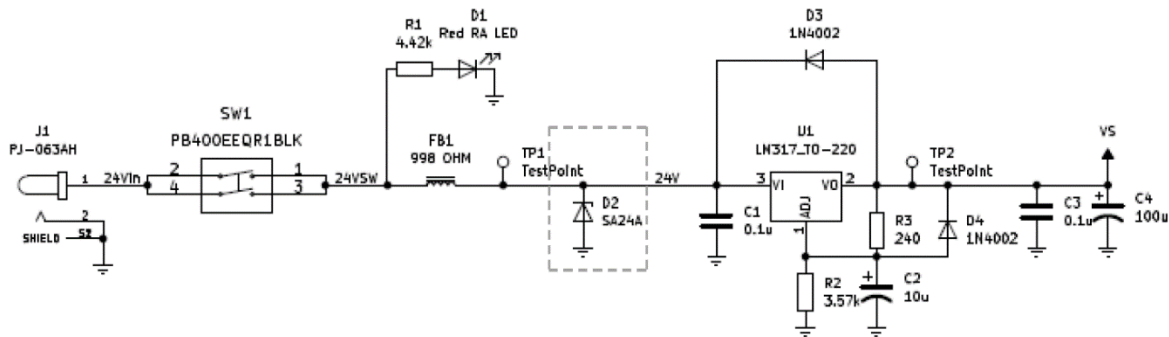 J1
PJ-063AH
1
2
SHIELD
S2
24Vin
SW1
PB400EEQR1BLK
2
4
1
3
24VSW
R1
4.42k
D1
Red RA LED
FB1
998 OHM
TP1
TestPoint
D2
SA24A
24V
C1
0.1u
D3
1N4002
U1
LM317_TO-220
3
VI
VO
2
ADJ
1
R2
3.57k
R3
240
C2
10u
TP2
TestPoint
D4
1N4002
C3
0.1u
VS
C4
100u